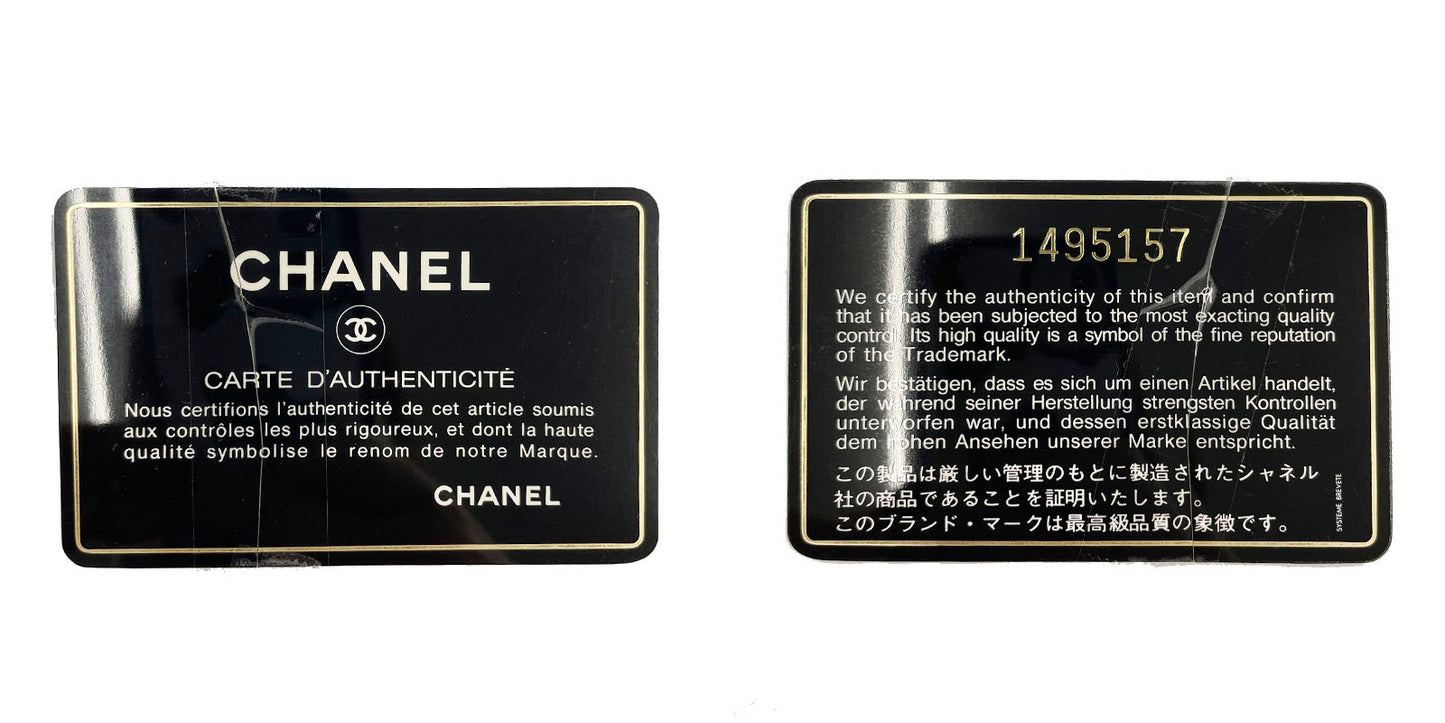 CHANEL
CARTE D'AUTHENTICITÉ
Nous certifions l'authenticité de cet article soumis
aux contrôles les plus rigoureux, et dont la haute
qualité symbolise le renom de notre Marque.
CHANEL
1495157
We certify the authenticity of this item and confirm
that it has been subjected to the most exacting quality
control. Its high quality is a symbol of the fine reputation
of the Trademark.
Wir bestätigen, dass es sich um einen Artikel handelt,
der während seiner Herstellung strengsten Kontrollen
unterworfen war, und dessen erstklassige Qualität
dem hohen Ansehen unserer Marke entspricht.
この製品は厳しい管理のもとに製造されたシャネル
社の商品であることを証明いたします。
このブランド・マークは最高級品質の象徴です。
SYSTÈME BREVETÉ